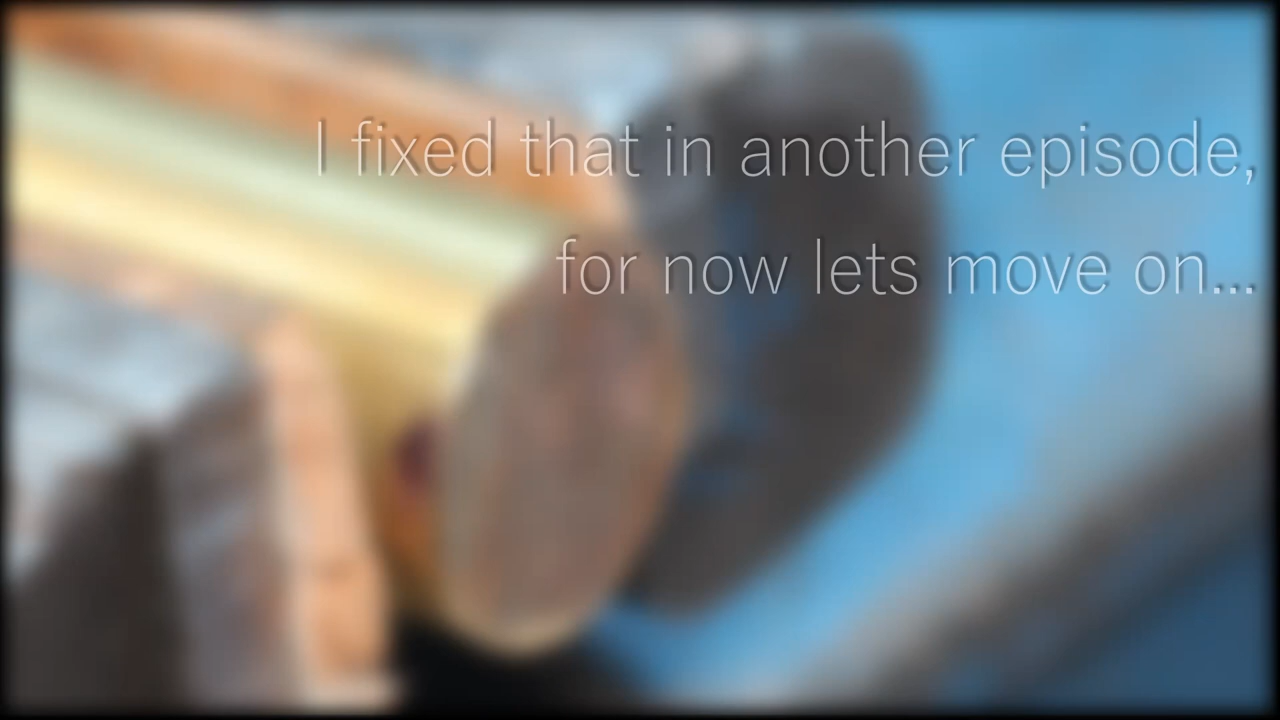 I fixed that in another episode,
for now lets move on...